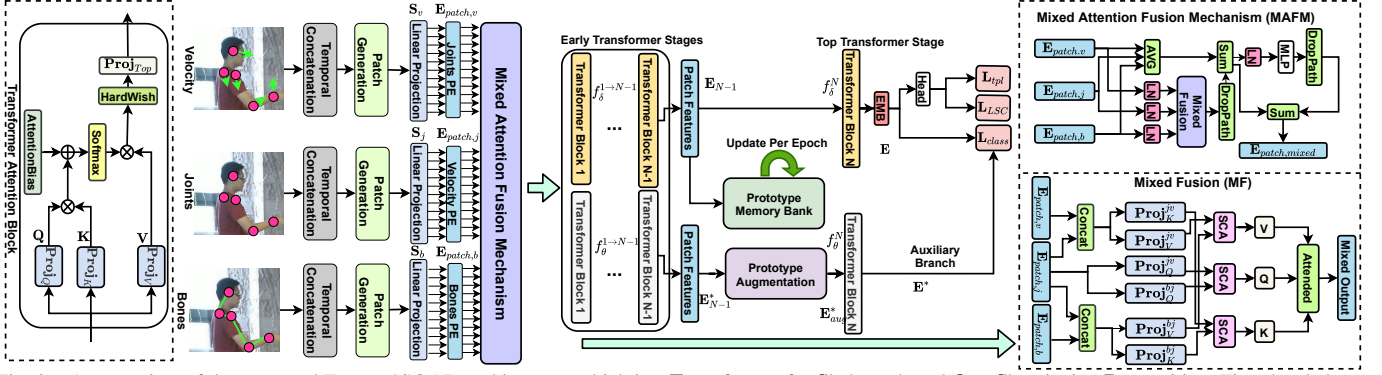 Transformer Attention Block
Proj_Top
HardWish
AttentionBias
Softmax
Q
K
V
Proj_Q
Proj_K
Proj_V
Velocity
Joints
Bones
Temporal Concatenation
Patch Generation
S_v
E_patch,v
Linear Projection
Joints PE
Temporal Concatenation
Patch Generation
S_j
E_patch,j
Linear Projection
Velocity PE
Temporal Concatenation
Patch Generation
S_b
E_patch,b
Linear Projection
Bones PE
Mixed Attention Fusion Mechanism
Early Transformer Stages
Transformer Block 1
f_δ^{1→N−1}
...
Transformer Block N-1
Transformer Block 1
f_θ^{1→N−1}
...
Transformer Block N-1
Patch Features
E_{N−1}
Patch Features
E*_{N−1}
Update Per Epoch
Prototype Memory Bank
Prototype Augmentation
E*_{aug}
Top Transformer Stage
f_δ^N
Transformer Block N
f_θ^N
Transformer Block N
EMB
E
Head
L_tpl
L_LSC
L_class
Auxiliary Branch
E*
Mixed Attention Fusion Mechanism (MAFM)
E_patch.v
E_patch,j
E_patch,b
AVG
LN
LN
LN
Mixed Fusion
DropPath
Sum
LN
MLP
DropPath
Sum
E_patch,mixed
Mixed Fusion (MF)
E_patch,v
E_patch,j
E_patch,b
Concat
Concat
Proj_K^{jv}
Proj_V^{jv}
Proj_Q^{jv}
Proj_Q^{bj}
Proj_V^{bj}
Proj_K^{bj}
SCA
SCA
SCA
V
Q
K
Attended
Mixed Output